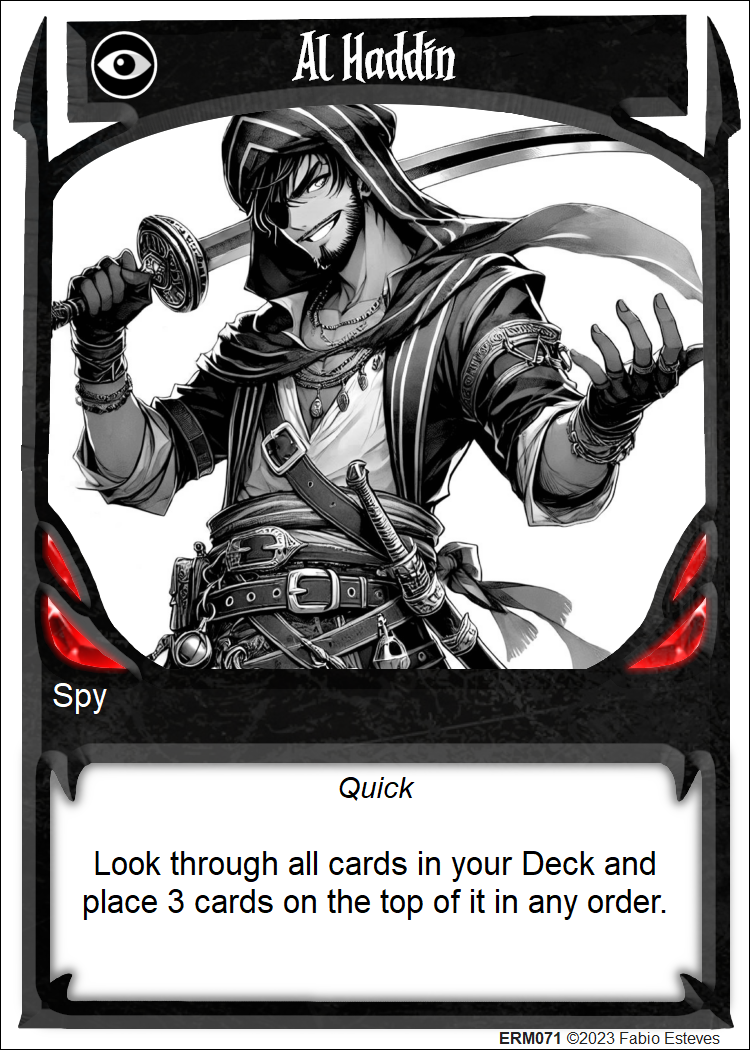 Al Haddin
Spy
Quick
Look through all cards in your Deck and
place 3 cards on the top of it in any order.
ERM071 ©2023 Fabio Esteves